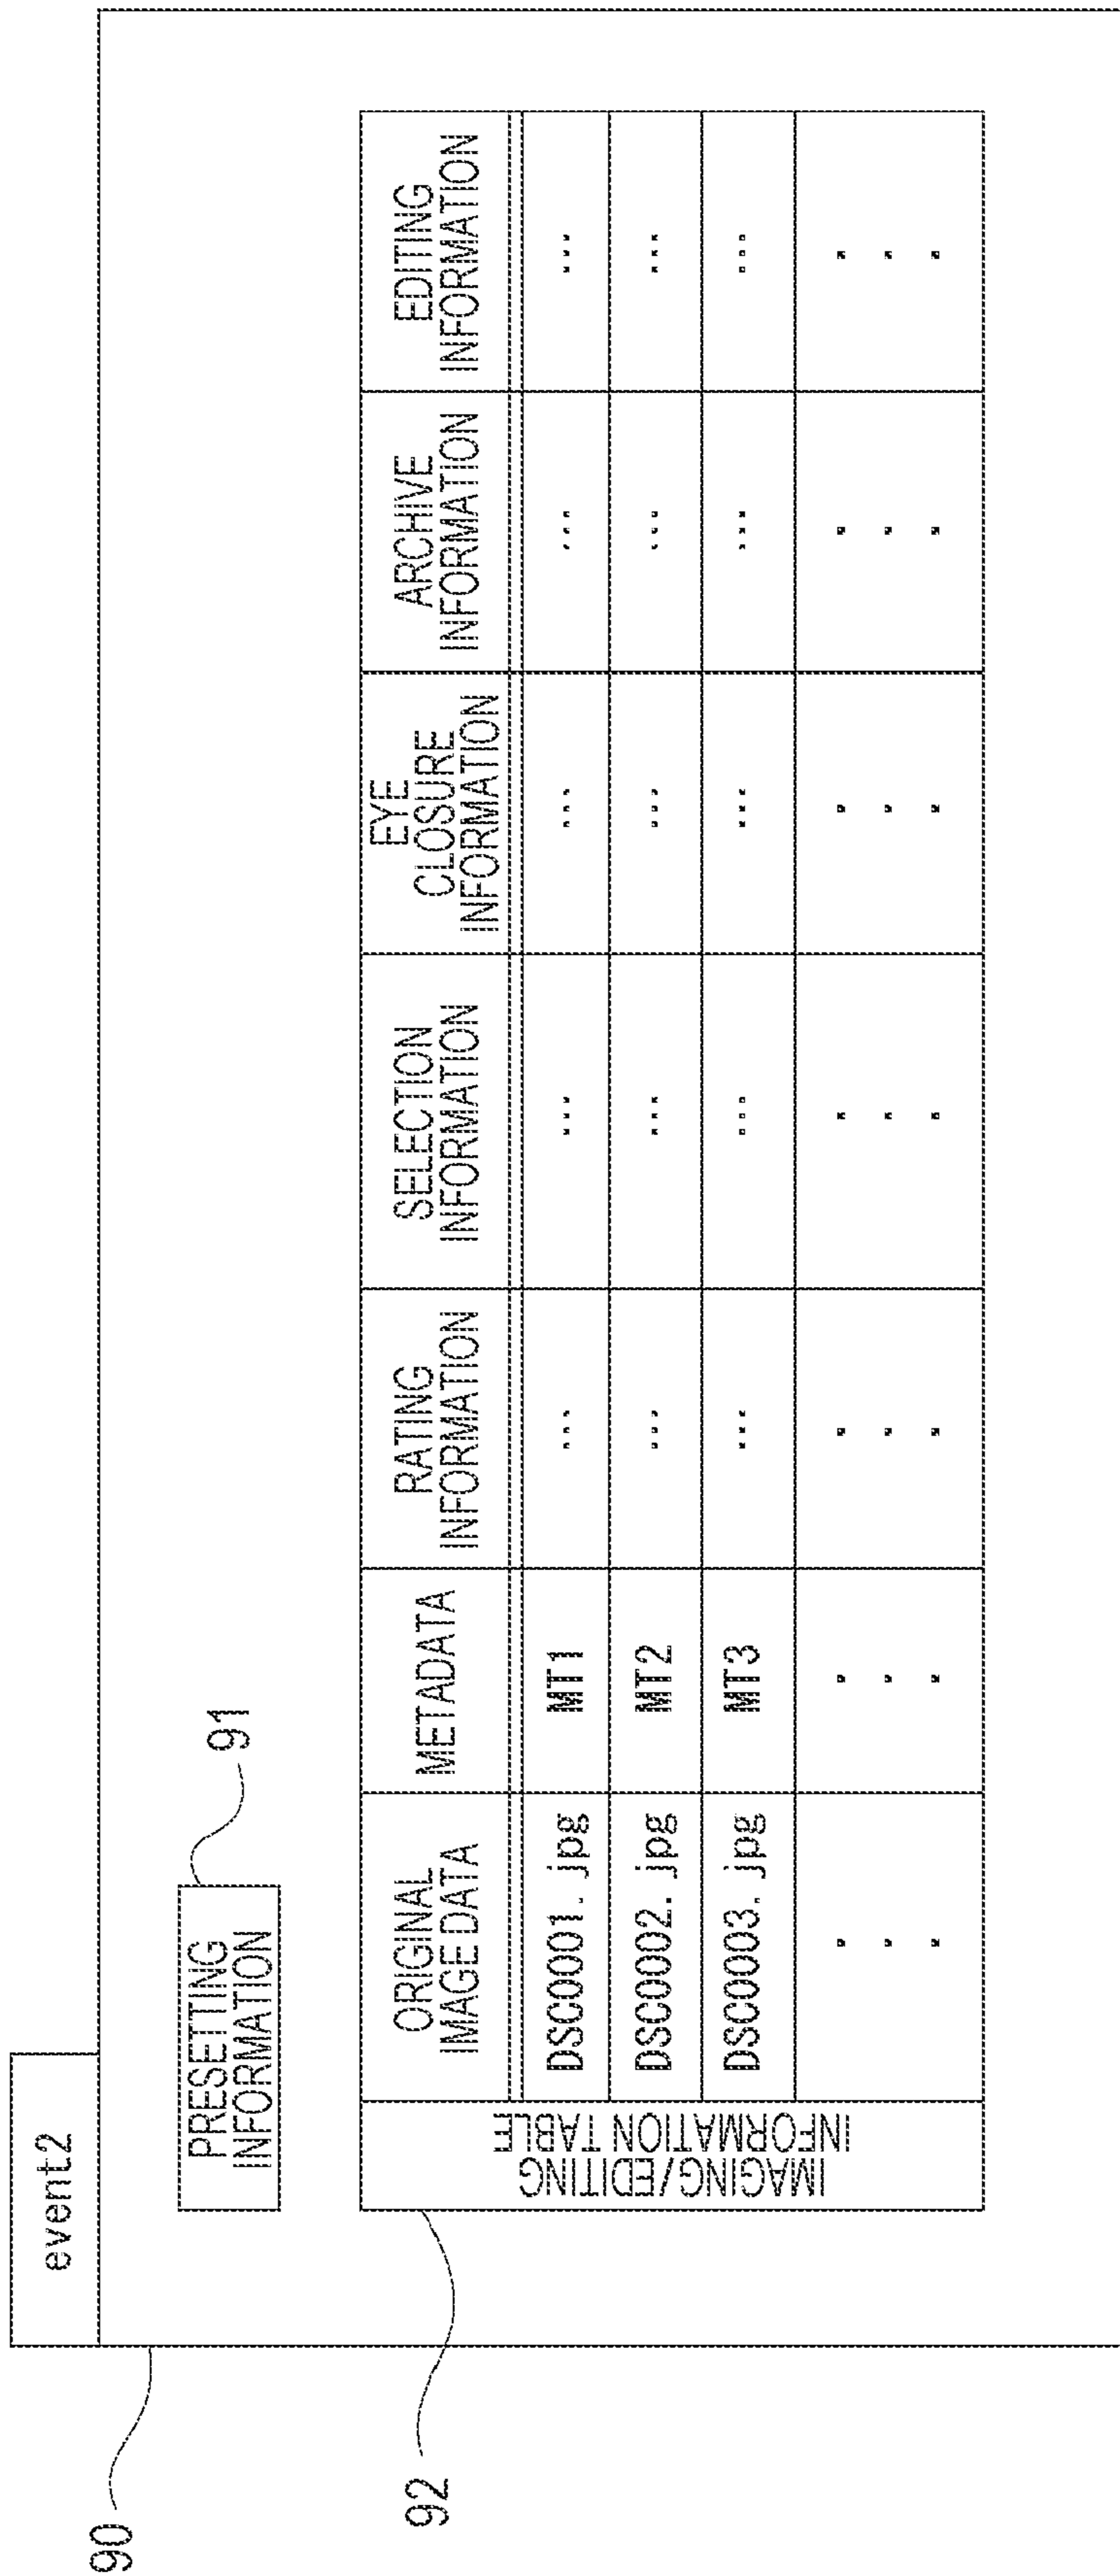 event2
90
PRESETTING
INFORMATION
91
92
IMAGING/EDITING
INFORMATION TABLE
ORIGINAL
IMAGE DATA
METADATA
RATING
INFORMATION
SELECTION
INFORMATION
EYE
CLOSURE
INFORMATION
ARCHIVE
INFORMATION
EDITING
INFORMATION
DSC0001. jpg
MT1
...
...
...
...
...
DSC0002. jpg
MT2
...
...
...
...
...
DSC0003. jpg
MT3
...
...
...
...
...